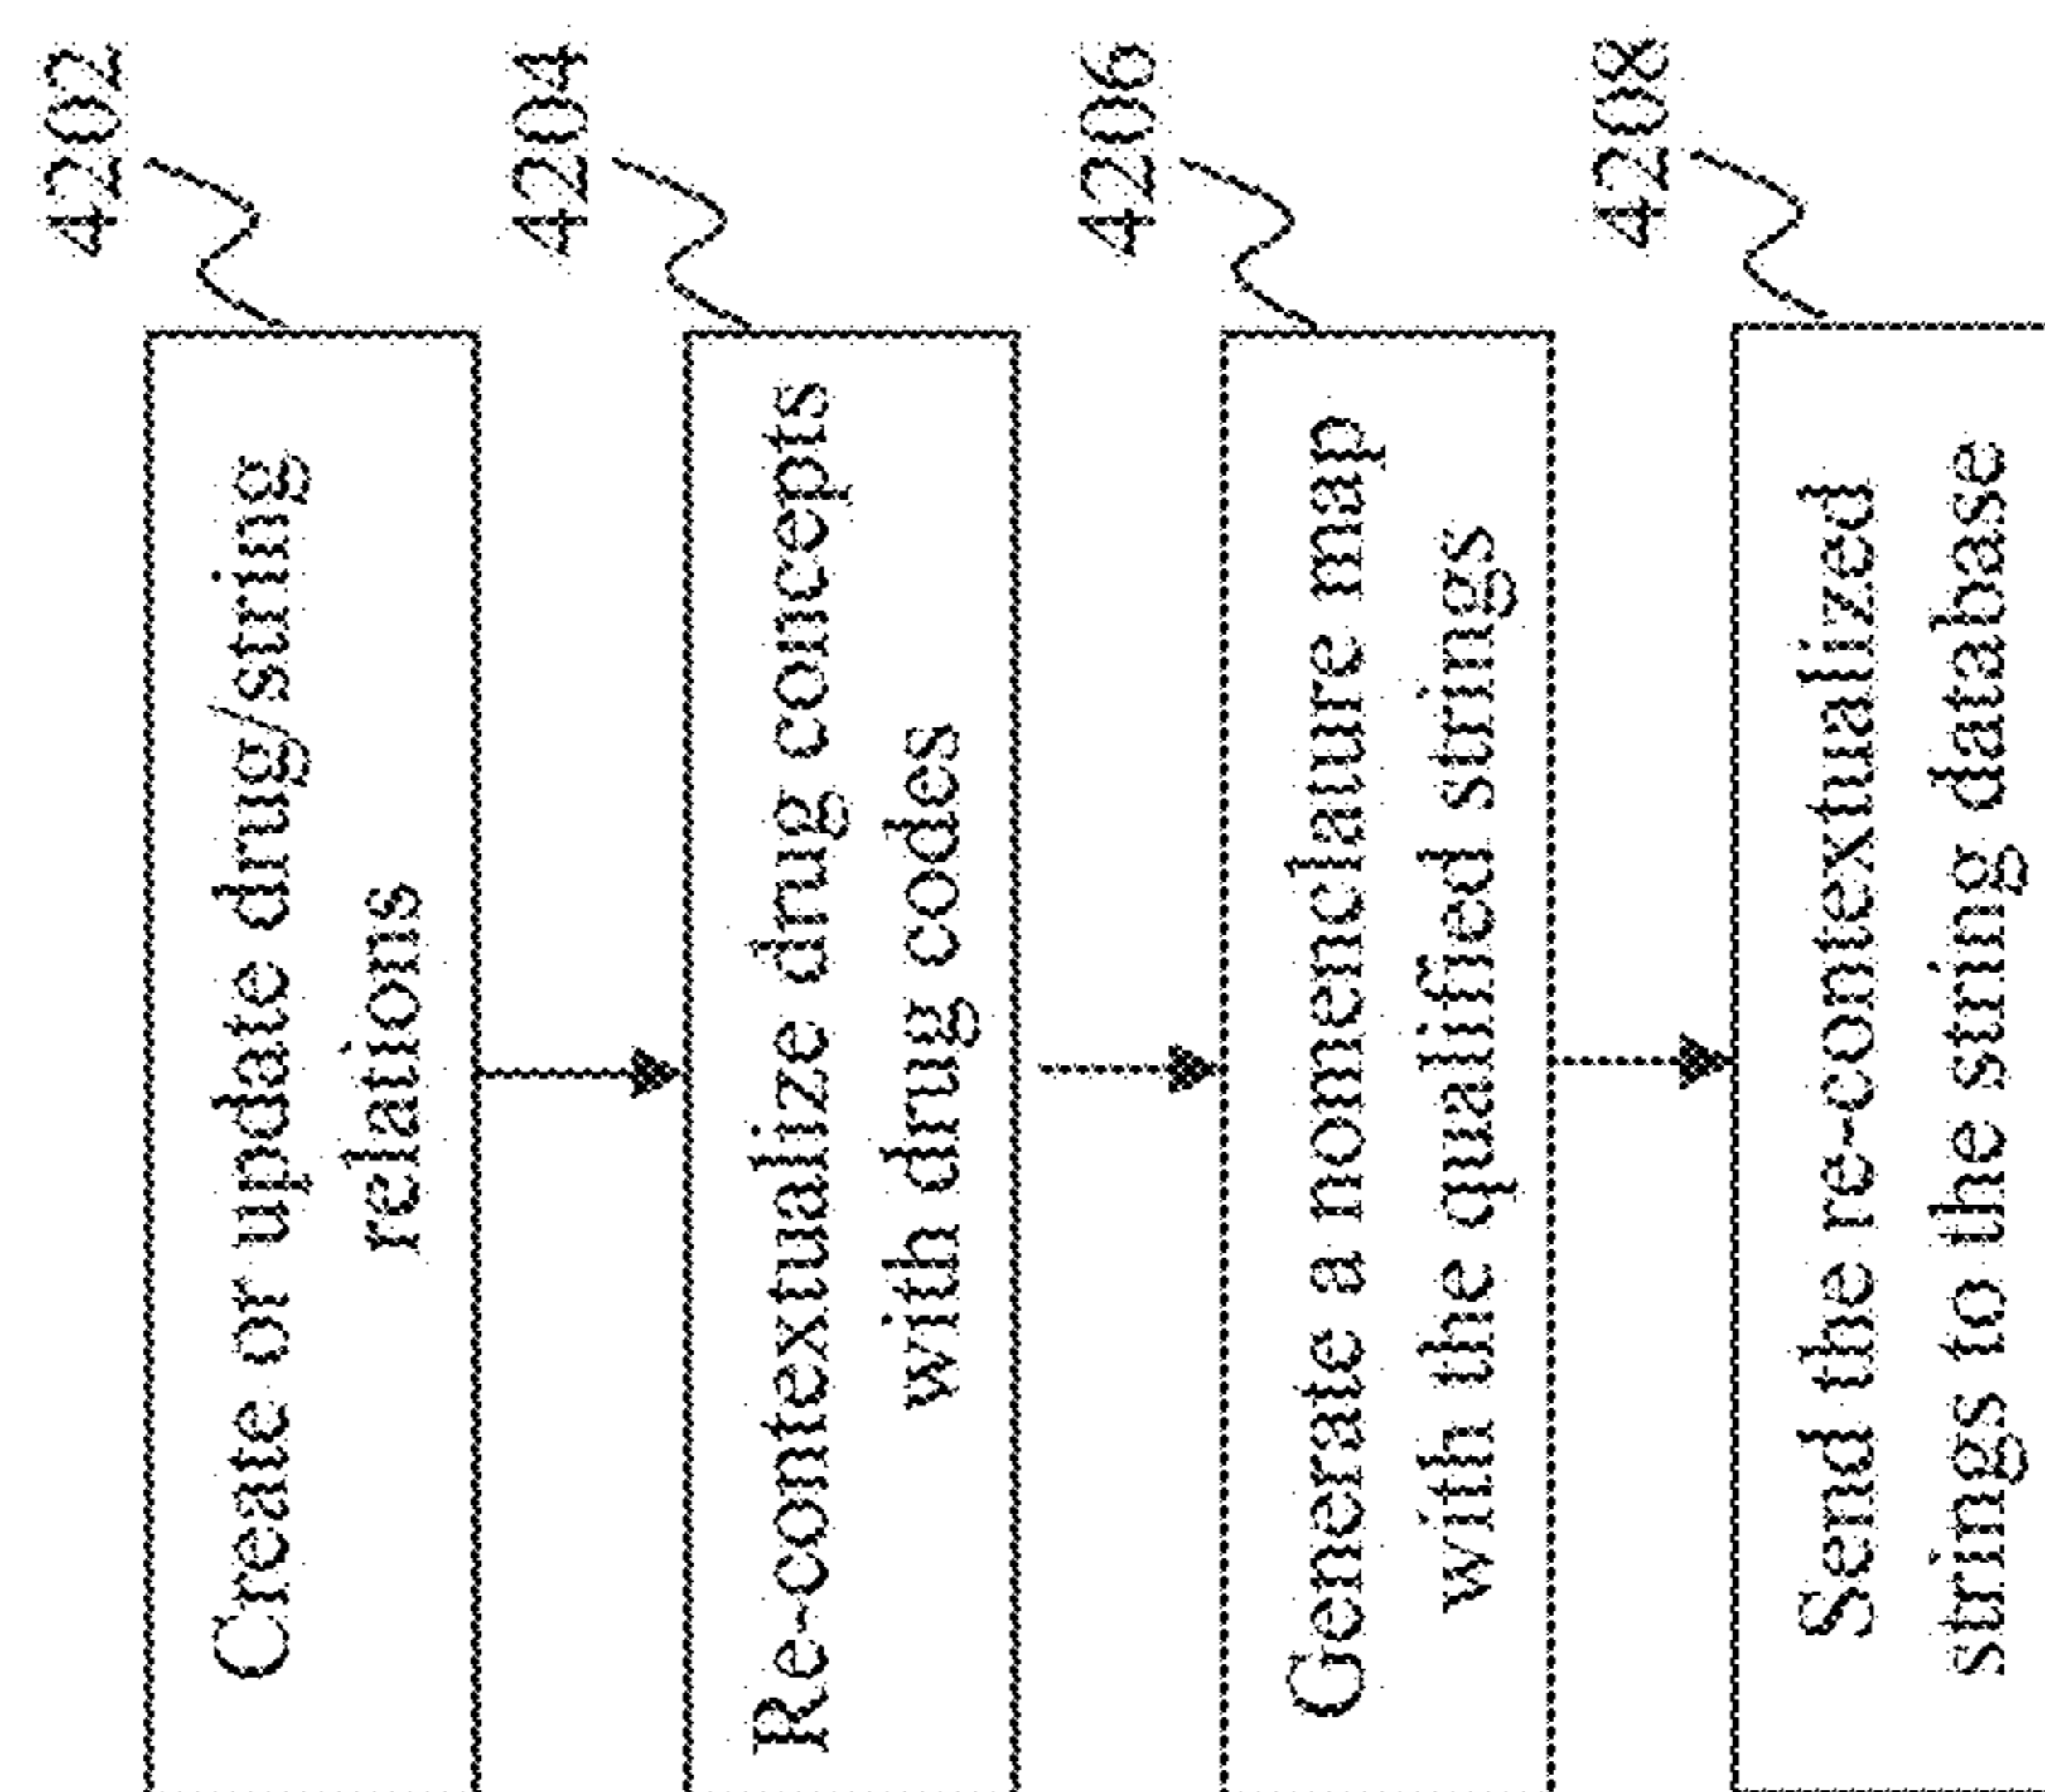 4202
Create or update drug/string
relations
4204
Re-contextualize drug concepts
with drug codes
4206
Generate a nomenclature map
with the qualified strings
4208
Send the re-contextualized
strings to the string database